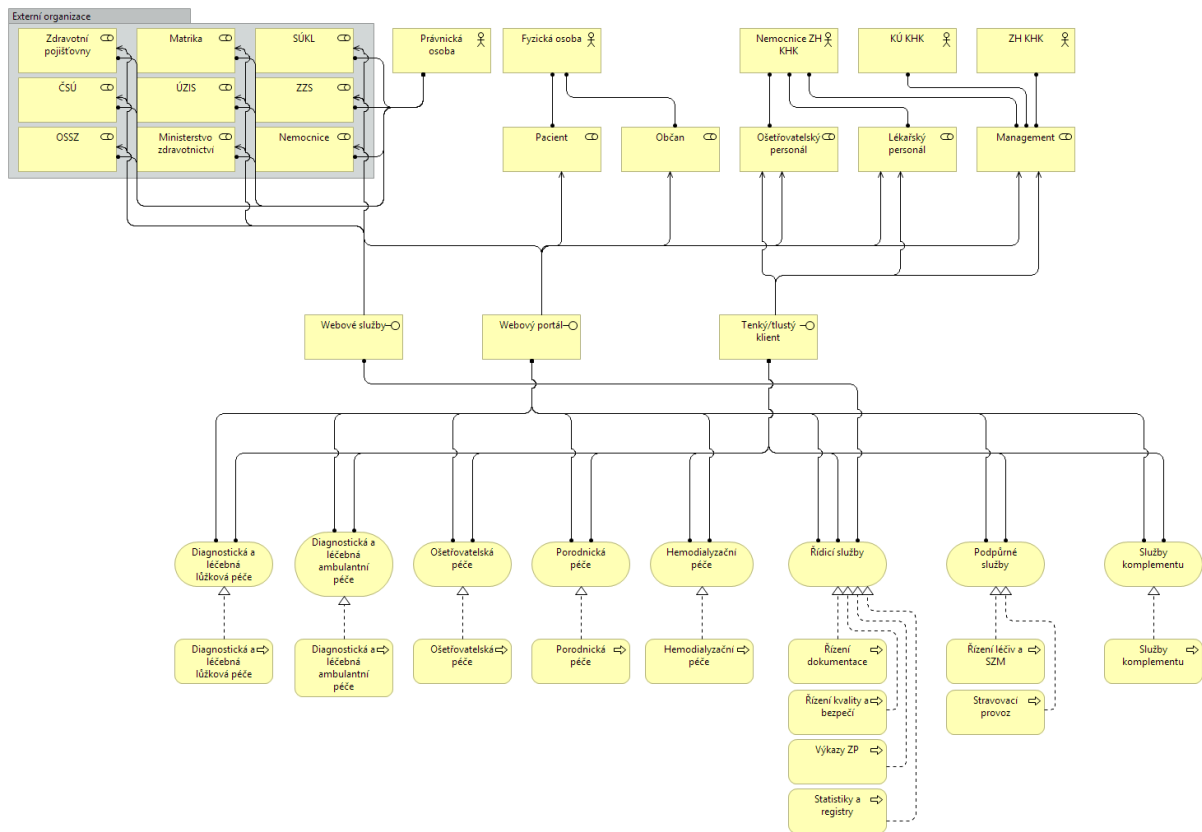 Externí organizace
Zdravotní
pojišťovny
Matrika
SÚKL
Právnická
osoba
Fyzická osoba
Nemocnice ZH
KHK
KÚ KHK
ZH KHK
ČSÚ
ÚZIS
ZZS
OSSZ
Ministerstvo
zdravotnictví
Nemocnice
Pacient
Občan
Ošetřovatelský
personál
Lékařský
personál
Management
Webové služby
Webový portál
Tenký/tlustý
klient
Diagnostická a
léčebná
lůžková péče
Diagnostická a
léčebná
ambulantní
péče
Ošetřovatelská
péče
Porodnická
péče
Hemodialyzační
péče
Řídicí služby
Podpůrné
služby
Služby
komplementu
Diagnostická a
léčebná
lůžková péče
Diagnostická a
léčebná
ambulantní
péče
Ošetřovatelská
péče
Porodnická
péče
Hemodialyzační
péče
Řízení
dokumentace
Řízení léčiv a
SZM
Služby
komplementu
Řízení kvality a
bezpečí
Stravovací
provoz
Výkazy ZP
Statistiky a
registry